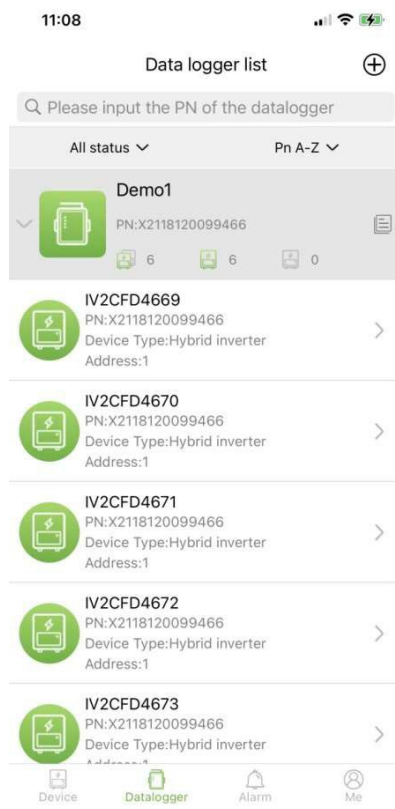 11:08
Data logger list
Please input the PN of the datalogger
All status
Pn A-Z
Demo1
PN:X2118120099466
6 6 0
IV2CFD4669
PN:X2118120099466
Device Type:Hybrid inverter
Address:1
IV2CFD4670
PN:X2118120099466
Device Type:Hybrid inverter
Address:1
IV2CFD4671
PN:X2118120099466
Device Type:Hybrid inverter
Address:1
IV2CFD4672
PN:X2118120099466
Device Type:Hybrid inverter
Address:1
IV2CFD4673
PN:X2118120099466
Device Type:Hybrid inverter
Device Datalogger Alarm Me